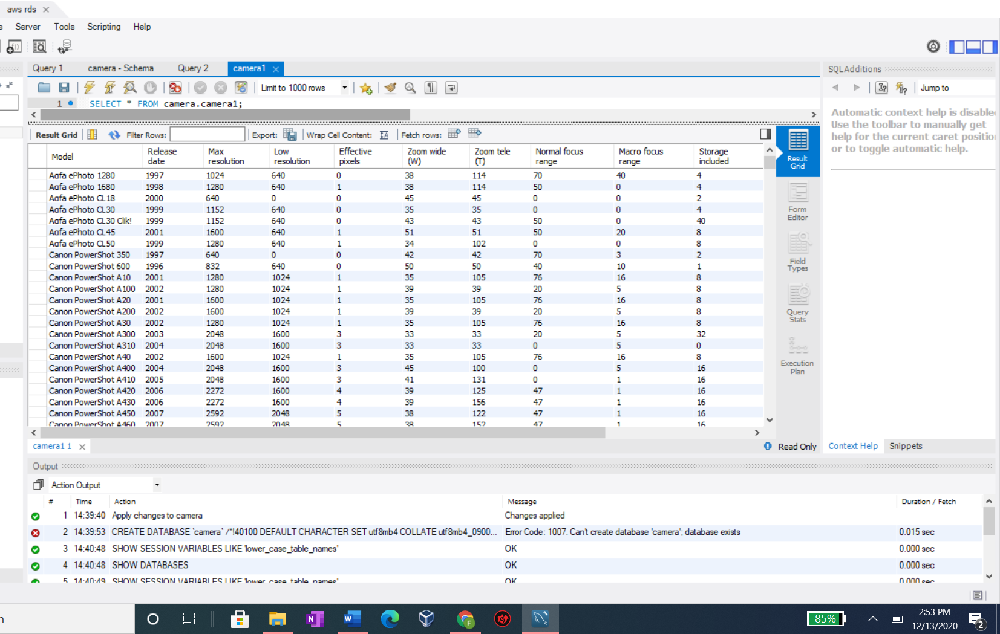 aws rds
e Server Tools Scripting Help
Query 1 camera - Schema Query 2 camera1
SQLAdditions
Limit to 1000 rows
Jump to
1 SELECT * FROM camera.camera1;
Automatic context help is disable
Use the toolbar to manually get
help for the current caret position
or to toggle automatic help.
Result Grid Filter Rows: Export: Wrap Cell Content: Fetch rows:
Model Release date Max resolution Low resolution Effective pixels Zoom wide (W) Zoom tele (T) Normal focus range Macro focus range Storage included
Agfa ePhoto 1280 1997 1024 640 0 38 114 70 40 4
Agfa ePhoto 1680 1998 1280 640 1 38 114 50 0 4
Agfa ePhoto CL18 2000 640 0 0 45 45 0 0 2
Agfa ePhoto CL30 1999 1152 640 0 35 35 0 0 4
Agfa ePhoto CL30 Clik! 1999 1152 640 0 43 43 50 0 40
Agfa ePhoto CL45 2001 1600 640 1 51 51 50 20 8
Agfa ePhoto CL50 1999 1280 640 1 34 102 0 0 8
Canon PowerShot 350 1997 640 0 0 42 42 70 3 2
Canon PowerShot 600 1996 832 640 0 50 50 40 10 1
Canon PowerShot A10 2001 1280 1024 1 35 105 76 16 8
Canon PowerShot A100 2002 1280 1024 1 39 39 20 5 8
Canon PowerShot A20 2001 1600 1024 1 35 105 76 16 8
Canon PowerShot A200 2002 1600 1024 1 39 39 20 5 8
Canon PowerShot A30 2002 1280 1024 1 35 105 76 16 8
Canon PowerShot A300 2003 2048 1600 3 33 33 20 5 32
Canon PowerShot A310 2004 2048 1600 3 33 33 0 5 0
Canon PowerShot A40 2002 1600 1024 1 35 105 76 16 8
Canon PowerShot A400 2004 2048 1600 3 45 100 0 5 16
Canon PowerShot A410 2005 2048 1600 3 41 131 0 1 16
Canon PowerShot A420 2006 2272 1600 4 39 125 47 1 16
Canon PowerShot A430 2006 2272 1600 4 39 156 47 1 16
Canon PowerShot A450 2007 2592 2048 5 38 122 47 1 16
Canon PowerShot A460 2007 2592 2048 5 38 152 47 1 16
Result
Grid
Form
Editor
Field
Types
Query
Stats
Execution
Plan
camera1 1
Read Only
Context Help Snippets
Output
Action Output
# Time Action Message Duration / Fetch
1 14:39:40 Apply changes to camera Changes applied
2 14:39:53 CREATE DATABASE `camera` /*!40100 DEFAULT CHARACTER SET utf8mb4 COLLATE utf8mb4_0900... Error Code: 1007. Can't create database 'camera'; database exists 0.015 sec
3 14:40:48 SHOW SESSION VARIABLES LIKE 'lower_case_table_names' OK 0.000 sec
4 14:40:48 SHOW DATABASES OK 0.000 sec
5 14:40:49 SHOW SESSION VARIABLES LIKE 'lower_case_table_names' OK 0.000 sec
n
85%
2:53 PM
12/13/2020
2